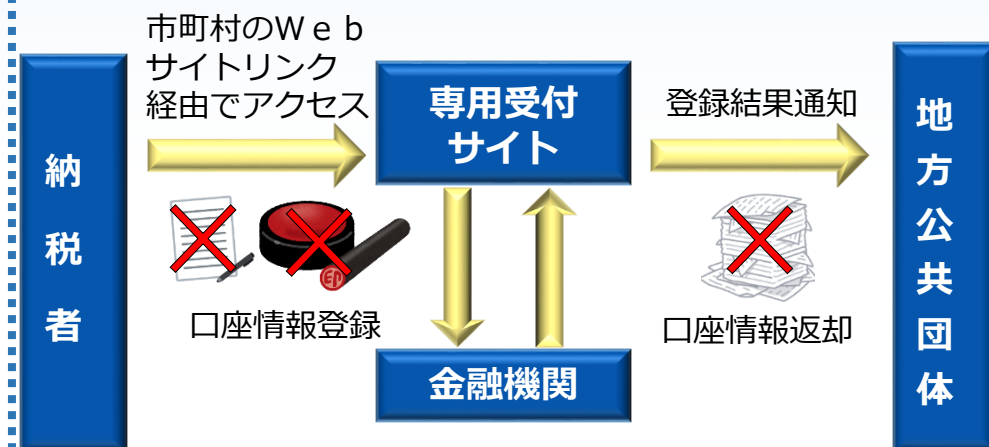 納税者
市町村のＷｅｂ
サイトリンク
経由でアクセス
口座情報登録
専用受付
サイト
金融機関
登録結果通知
口座情報返却
地方公共団体